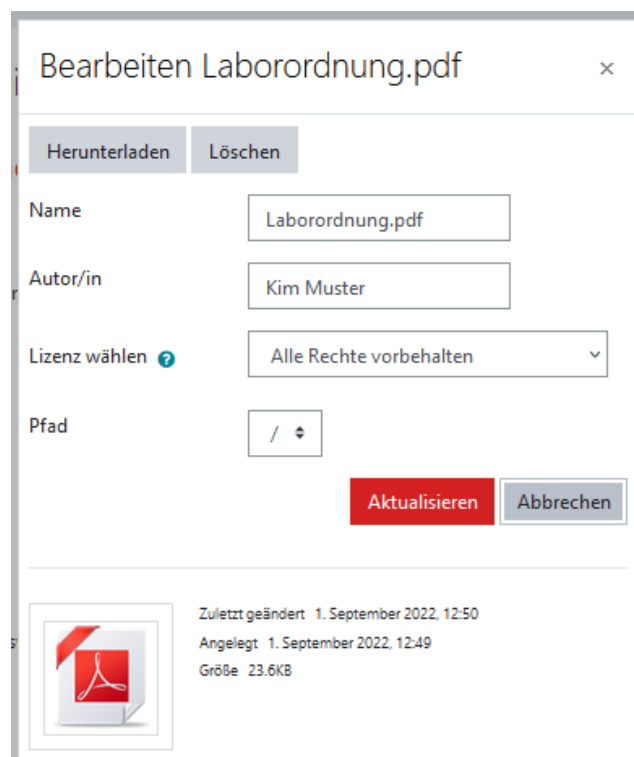 Bearbeiten Laborordnung.pdf ×
Herunterladen Löschen
Name Laborordnung.pdf
Autor/in Kim Muster
Lizenz wählen ? Alle Rechte vorbehalten
Pfad /
Aktualisieren Abbrechen
Zuletzt geändert 1. September 2022, 12:50
Angelegt 1. September 2022, 12:49
Größe 23.6KB